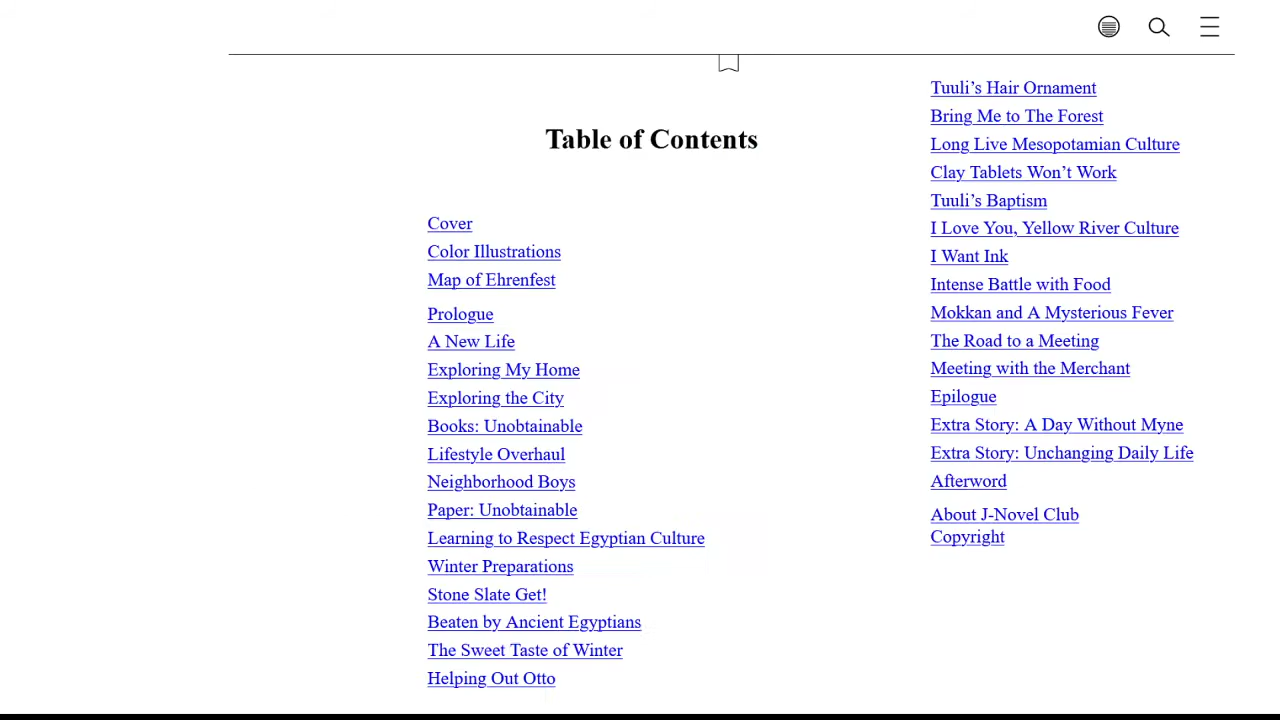 Table of Contents
Cover
Color Illustrations
Map of Ehrenfest
Prologue
A New Life
Exploring My Home
Exploring the City
Books: Unobtainable
Lifestyle Overhaul
Neighborhood Boys
Paper: Unobtainable
Learning to Respect Egyptian Culture
Winter Preparations
Stone Slate Get!
Beaten by Ancient Egyptians
The Sweet Taste of Winter
Helping Out Otto
Tuuli’s Hair Ornament
Bring Me to The Forest
Long Live Mesopotamian Culture
Clay Tablets Won’t Work
Tuuli’s Baptism
I Love You, Yellow River Culture
I Want Ink
Intense Battle with Food
Mokkan and A Mysterious Fever
The Road to a Meeting
Meeting with the Merchant
Epilogue
Extra Story: A Day Without Myne
Extra Story: Unchanging Daily Life
Afterword
About J-Novel Club
Copyright